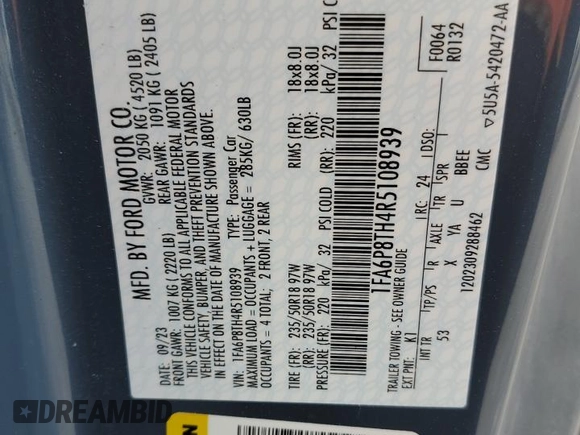 MFD. BY FORD MOTOR CO.
DATE: 09/23 GVWR: 2050 KG ( 4520 LB)
FRONT GAWR: 1007 KG ( 2220 LB) REAR GAWR: 1091 KG ( 2405 LB)
THIS VEHICLE CONFORMS TO ALL APPLICABLE FEDERAL MOTOR
VEHICLE SAFETY, BUMPER, AND THEFT PREVENTION STANDARDS
IN EFFECT ON THE DATE OF MANUFACTURE SHOWN ABOVE.
VIN: 1FA6P8TH4R5108939 TYPE: Passenger Car
MAXIMUM LOAD = OCCUPANTS + LUGGAGE = 285KG/ 630LB
OCCUPANTS = 4 TOTAL; 2 FRONT, 2 REAR
TIRE (FR): 235/50R18 97W RIMS (FR): 18x8.0J
TIRE (RR): 235/50R18 97W RIMS (RR): 18x8.0J
PRESSURE (FR): 220 kPa/ 32 PSI COLD (RR): 220 kPa/ 32 PSI
1FA6P8TH4R5108939
TRAILER TOWING - SEE OWNER GUIDE
EXT PNT: K1 RC: 24 DSO: F0064
R0132
INT TR TP/PS R AXLE TR SPR
53 X YA U BBEE
1202309288462 CMC ▽5U5A-5420472-AA
DREAMBID